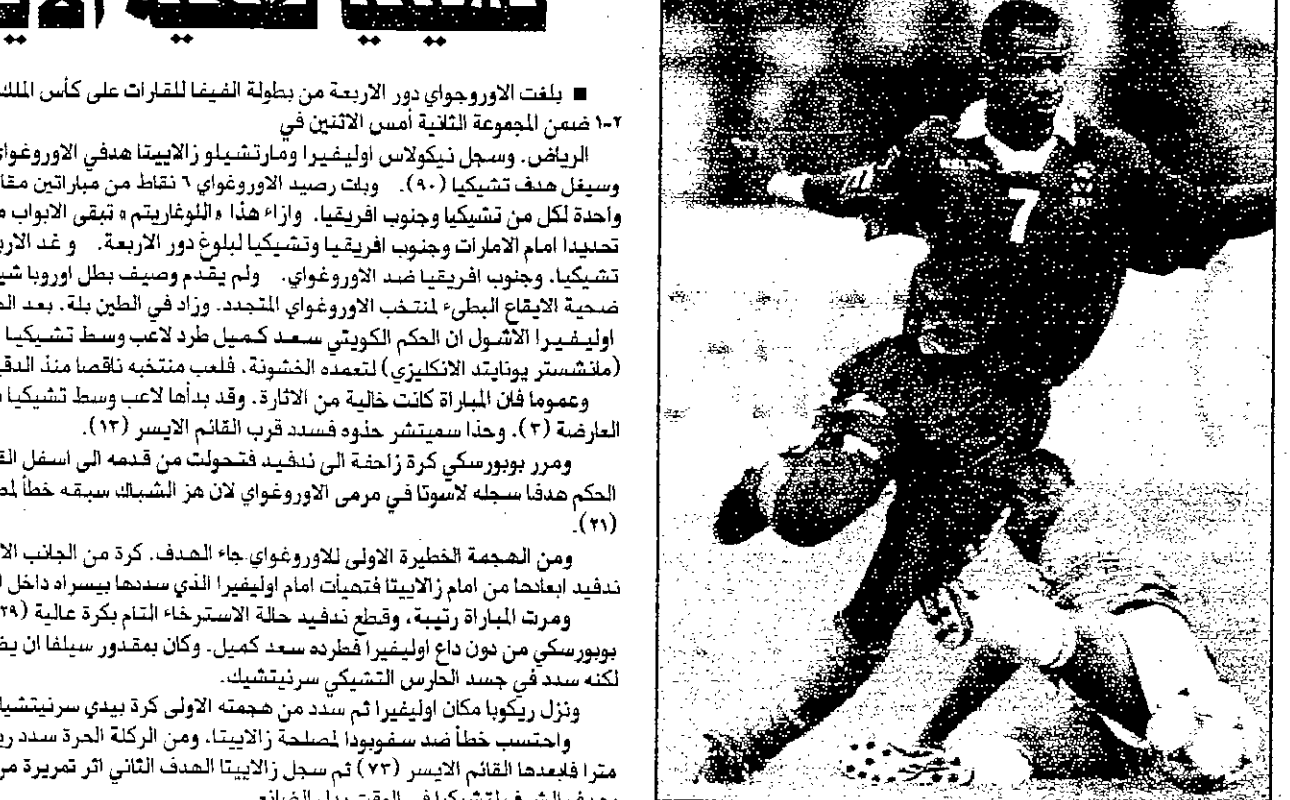 تشيكيا ضحية
■ بلغت الاوروجواي دور الاربعة من بطولة الفيفا للقارات على كأس الملك
٢-١ ضمن المجموعة الثانية أمس الاثنين في
الرياض. وسجل نيكولاس اوليفيرا ومارتشيلو زالاييتا هدفي الاوروغواي
وسيغل هدف تشيكيا (٩٠). وبات رصيد الاوروغواي ٦ نقاط من مباراتين
واحدة لكل من تشيكيا وجنوب افريقيا. وازاء هذا «اللوغاريتم» تبقى الابواب
تحديدا امام الامارات وجنوب افريقيا وتشيكيا لبلوغ دور الاربعة. و غد
تشيكيا، وجنوب افريقيا ضد الاوروغواي. ولم يقدم وصيف بطل اوروبا
ضحية الايقاع البطيء لمنتخب الاوروغواي المتجدد. وزاد في الطين بلة، بعد
اوليفيرا الاشول ان الحكم الكويتي سعد كميل طرد لاعب وسط تشيكيا
(مانشستر يونايتد الانكليزي) لتعمده الخشونة، فلعب منتخبه ناقصا منذ
وعموما فان المباراة كانت خالية من الاثارة، وقد بدأها لاعب وسط تشيكيا
العارضة (٣)، وحذا سميتشر حذوه فسدد قرب القائم الايسر (١٣).
ومرر بوبورسكي كرة زاحفة الى ندفيد فتحولت من قدمه الى اسفل
الحكم هدفا سجله لاسوتا في مرمى الاوروغواي لان هز الشباك سبقه خطأ
(٢١).
ومن الهجمة الخطيرة الاولى للاوروغواي جاء الهدف، كرة من الجانب
ندفيد ابعادها من امام زالاييتا فتهيأت امام اوليفيرا الذي سددها بيسراه داخل
ومرت المباراة رتيبة، وقطع ندفيد حالة الاسترخاء التام بكرة عالية
بوبورسكي من دون داع اوليفيرا فطرده سعد كميل. وكان بمقدور سيلفا ان
لكنه سدد في جسد الحارس التشيكي سرنيتشيك.
ونزل ريكوبا مكان اوليفيرا ثم سدد من هجمته الاولى كرة بيدي
واحتسب خطأ ضد سفوبودا لمصلحة زالاييتا، ومن الركلة الحرة سدد
مترا فابعدها القائم الايسر (٧٣) ثم سجل زالاييتا الهدف الثاني اثر تمريرة
7